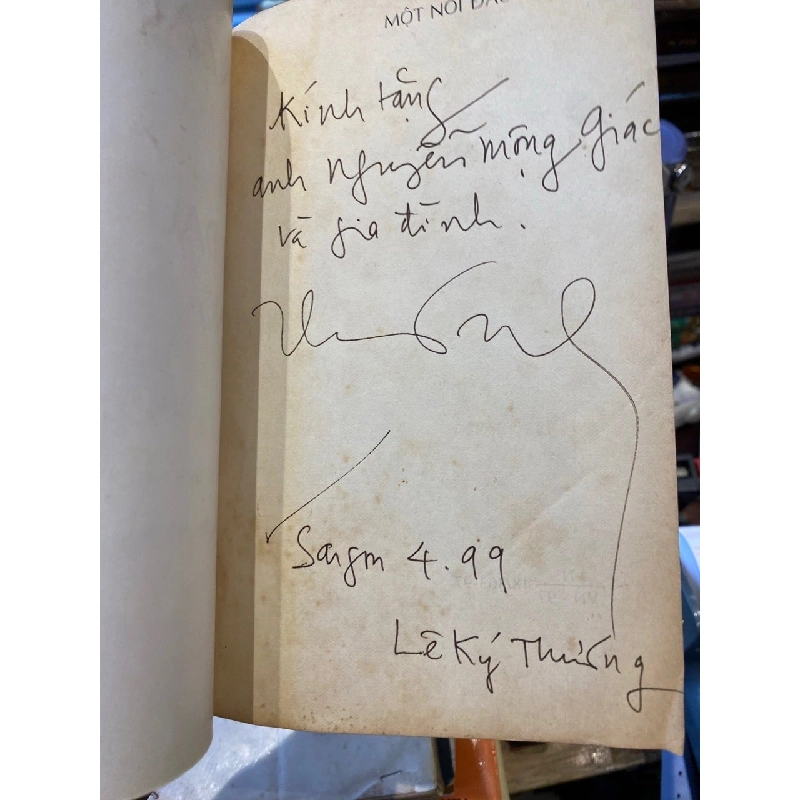 MỘT NỖI ĐAU
Kính tặng
anh Nguyễn Mộng Giác
và gia đình.
Saigon 4.99
Lê Ký Thương